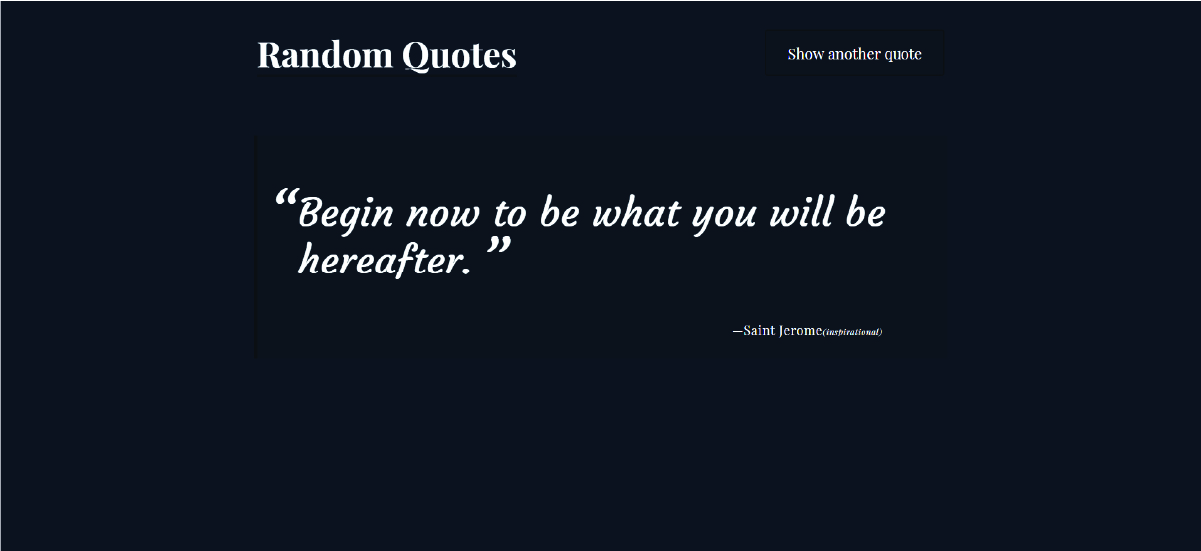 Random Quotes
Show another quote
“Begin now to be what you will be
hereafter. ”
—Saint Jerome(inspirational)